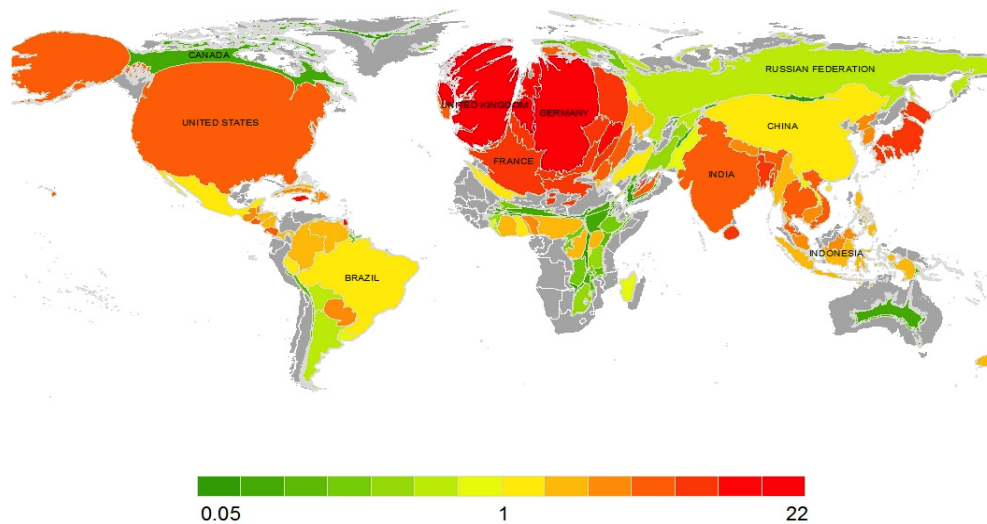 CANADA
RUSSIAN FEDERATION
UNITED KINGDOM
GERMANY
UNITED STATES
CHINA
FRANCE
INDIA
INDONESIA
BRAZIL
0.05 1 22